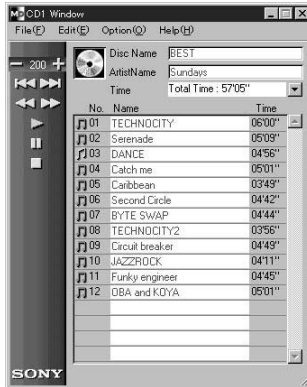 CD1 Window
File(F) Edit(E) Option(O) Help(H)
Disc Name BEST
ArtistName Sundays
Time Total Time : 57'05"
200
No. Name Time
01 TECHNOCITY 06'00"
02 Serenade 05'09"
03 DANCE 04'56"
04 Catch me 05'01"
05 Caribbean 03'49"
06 Second Circle 04'42"
07 BYTE SWAP 04'44"
08 TECHNOCITY2 03'56"
09 Circuit breaker 04'49"
10 JAZZROCK 04'11"
11 Funky engineer 04'45"
12 OBA and KOYA 05'01"
SONY